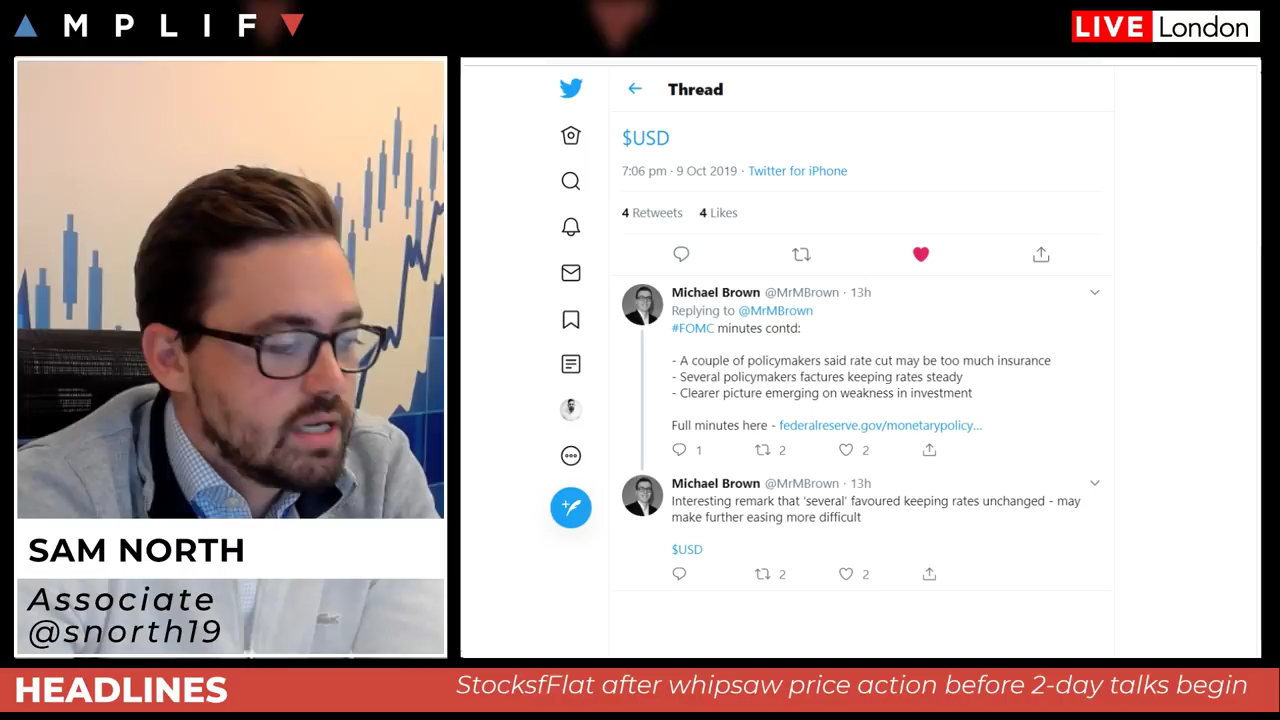 MPLIF
LIVE London
Thread
$USD
7:06 pm · 9 Oct 2019 · Twitter for iPhone
4 Retweets 4 Likes
Michael Brown @MrMBrown · 13h
Replying to @MrMBrown
#FOMC minutes contd:
- A couple of policymakers said rate cut may be too much insurance
- Several policymakers factures keeping rates steady
- Clearer picture emerging on weakness in investment
Full minutes here - federalreserve.gov/monetarypolicy...
1 2 2
Michael Brown @MrMBrown · 13h
Interesting remark that 'several' favoured keeping rates unchanged - may
make further easing more difficult
$USD
2 2
SAM NORTH
Associate
@snorth19
HEADLINES
StocksfFlat after whipsaw price action before 2-day talks begin